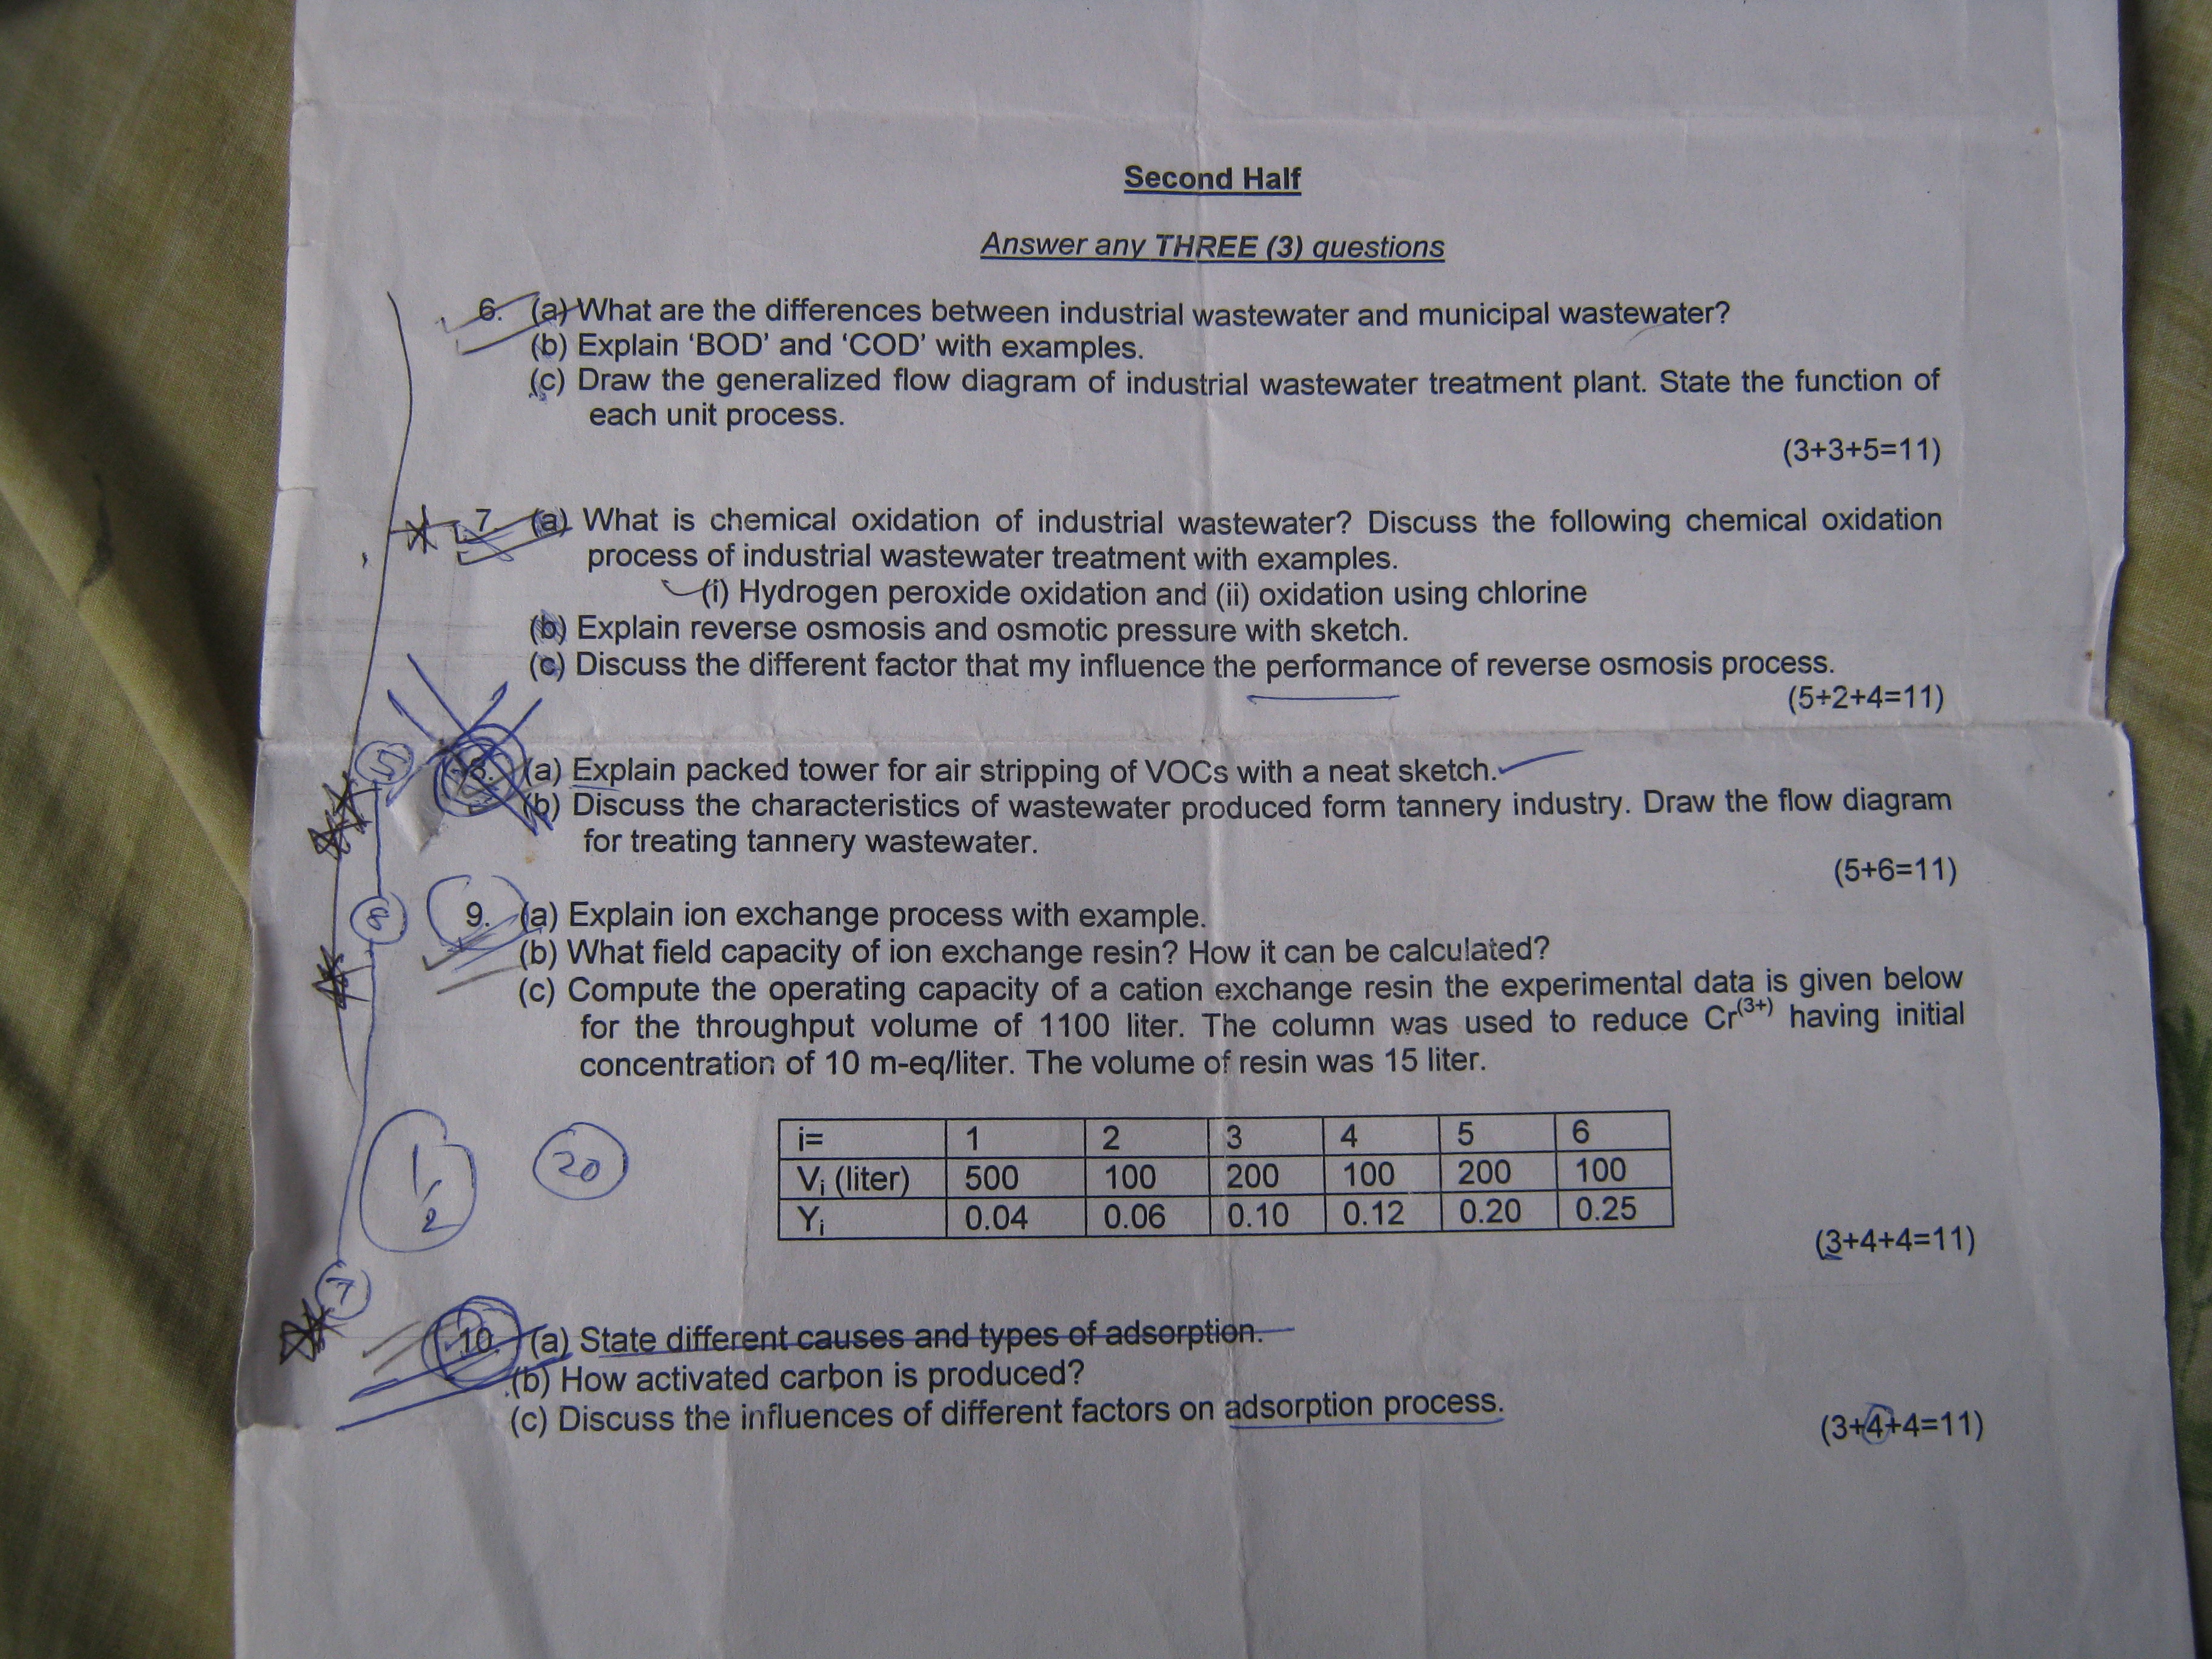 Second Half
Answer any THREE (3) questions
6. (a) What are the differences between industrial wastewater and municipal wastewater?
(b) Explain ‘BOD’ and ‘COD’ with examples.
(c) Draw the generalized flow diagram of industrial wastewater treatment plant. State the function of
each unit process.
(3+3+5=11)
7. (a) What is chemical oxidation of industrial wastewater? Discuss the following chemical oxidation
process of industrial wastewater treatment with examples.
(i) Hydrogen peroxide oxidation and (ii) oxidation using chlorine
(b) Explain reverse osmosis and osmotic pressure with sketch.
(c) Discuss the different factor that my influence the performance of reverse osmosis process.
(5+2+4=11)
5
8. (a) Explain packed tower for air stripping of VOCs with a neat sketch.
(b) Discuss the characteristics of wastewater produced form tannery industry. Draw the flow diagram
for treating tannery wastewater.
(5+6=11)
9. (a) Explain ion exchange process with example.
(b) What field capacity of ion exchange resin? How it can be calculated?
(c) Compute the operating capacity of a cation exchange resin the experimental data is given below
for the throughput volume of 1100 liter. The column was used to reduce Cr(3+) having initial
concentration of 10 m-eq/liter. The volume of resin was 15 liter.
i= 1 2 3 4 5 6
Vi (liter) 500 100 200 100 200 100
Yi 0.04 0.06 0.10 0.12 0.20 0.25
(3+4+4=11)
1,
2
20
7
10. (a) State different causes and types of adsorption.
(b) How activated carbon is produced?
(c) Discuss the influences of different factors on adsorption process.
(3+4+4=11)